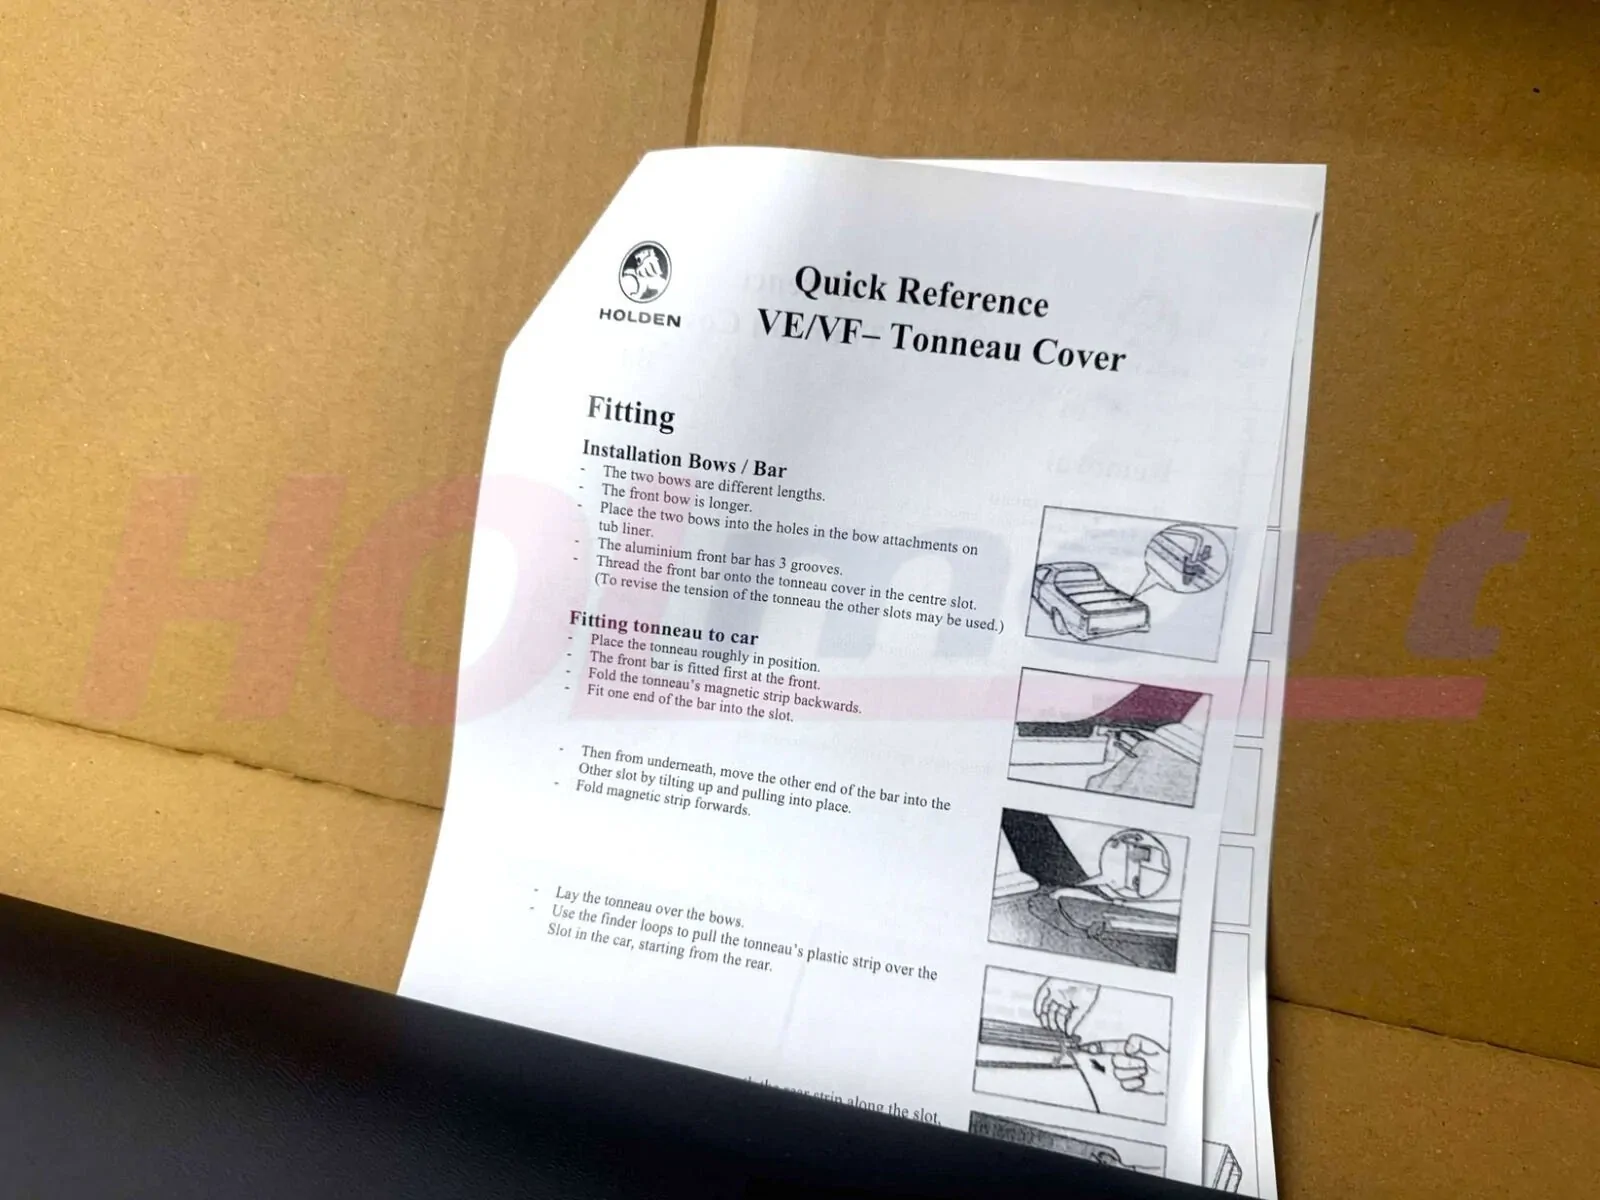 HOLDEN
Quick Reference
VE/VF– Tonneau Cover
Fitting
Installation Bows / Bar
- The two bows are different lengths.
- The front bow is longer.
- Place the two bows into the holes in the bow attachments on
tub liner.
- The aluminium front bar has 3 grooves.
- Thread the front bar onto the tonneau cover in the centre slot.
(To revise the tension of the tonneau the other slots may be used.)
Fitting tonneau to car
- Place the tonneau roughly in position.
- The front bar is fitted first at the front.
- Fold the tonneau's magnetic strip backwards.
- Fit one end of the bar into the slot.
- Then from underneath, move the other end of the bar into the
Other slot by tilting up and pulling into place.
- Fold magnetic strip forwards.
- Lay the tonneau over the bows.
- Use the finder loops to pull the tonneau's plastic strip over the
Slot in the car, starting from the rear.
the rear strip along the slot,
HOLmart